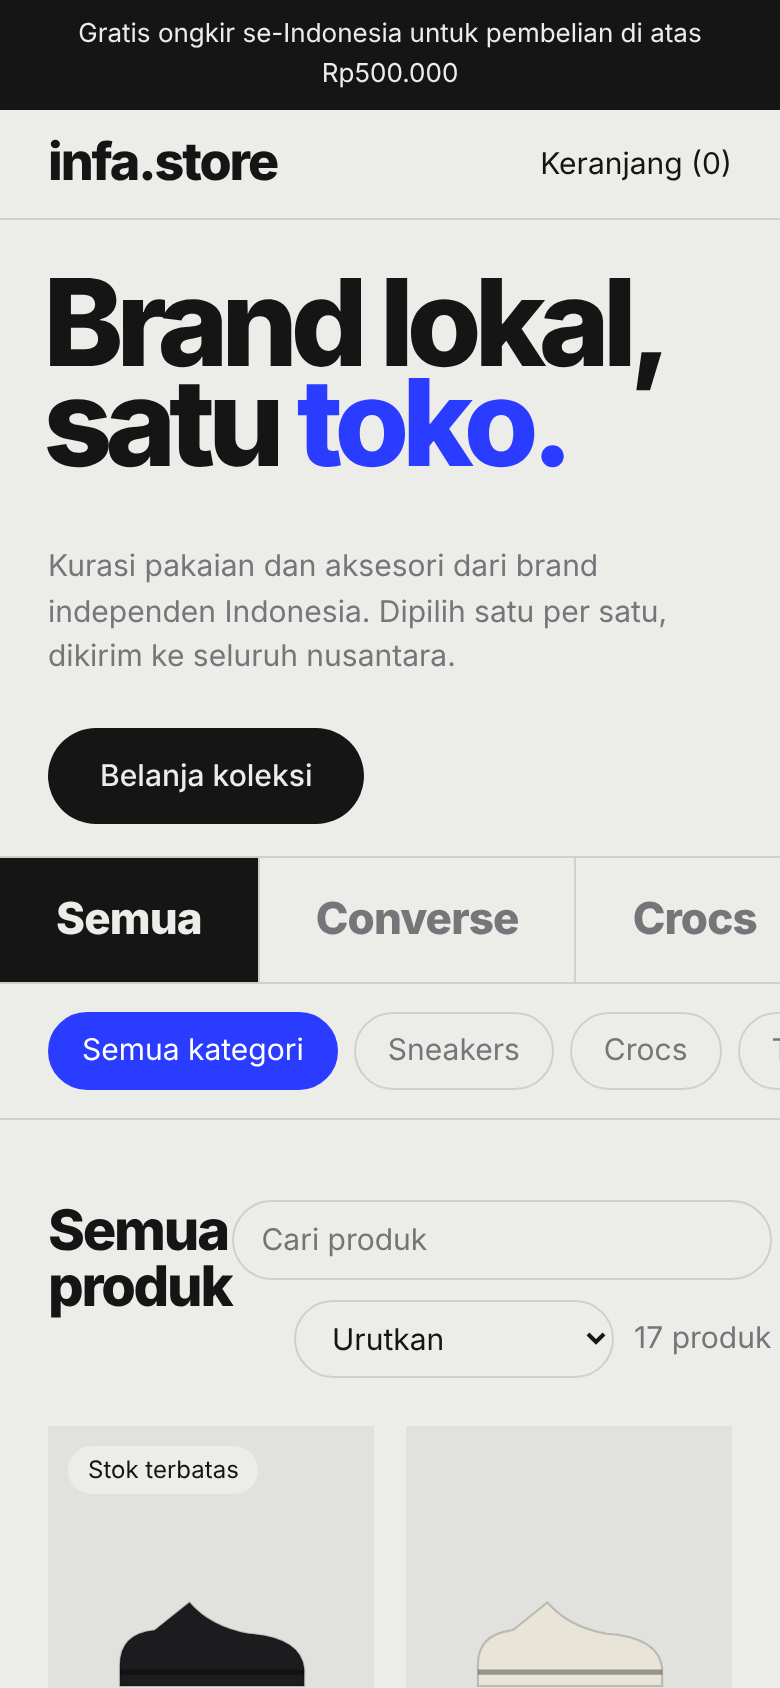 Gratis ongkir se-Indonesia untuk pembelian di atas
Rp500.000
infa.store
Keranjang (0)
Brand lokal,
satu toko.
Kurasi pakaian dan aksesori dari brand
independen Indonesia. Dipilih satu per satu,
dikirim ke seluruh nusantara.
Belanja koleksi
Semua
Converse
Crocs
Semua kategori
Sneakers
Crocs
Semua
produk
Cari produk
Urutkan
17 produk
Stok terbatas